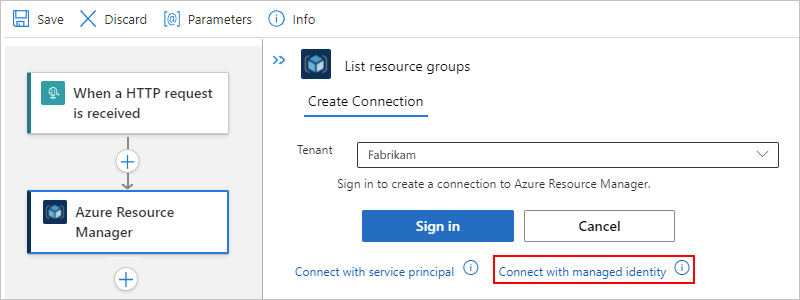 Save Discard Parameters Info
When a HTTP request
is received
Azure Resource
Manager
List resource groups
Create Connection
Tenant Fabrikam
Sign in to create a connection to Azure Resource Manager.
Sign in Cancel
Connect with service principal Connect with managed identity